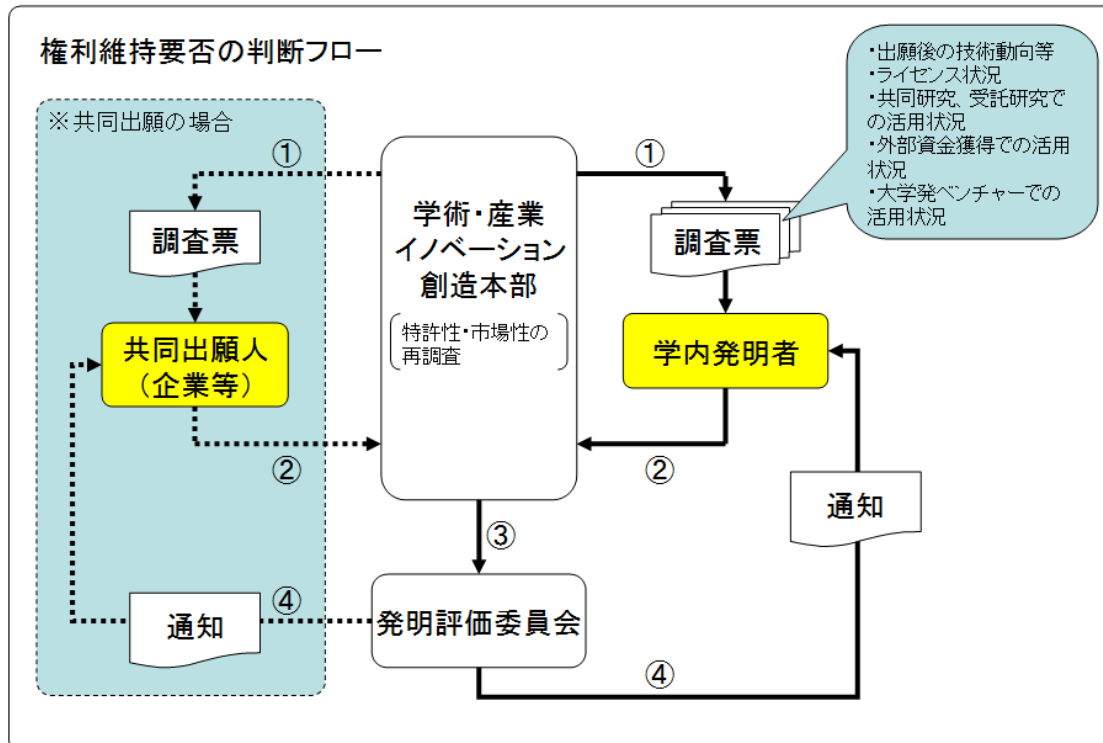 権利維持要否の判断フロー
・出願後の技術動向等
・ライセンス状況
・共同研究、受託研究で
の活用状況
・外部資金獲得での活用
状況
・大学発ベンチャーでの
活用状況
※共同出願の場合
①
①
調査票
学術・産業
イノベーション
創造本部
特許性・市場性の
再調査
調査票
共同出願人
（企業等）
学内発明者
②
②
通知
③
④
通知
発明評価委員会
④